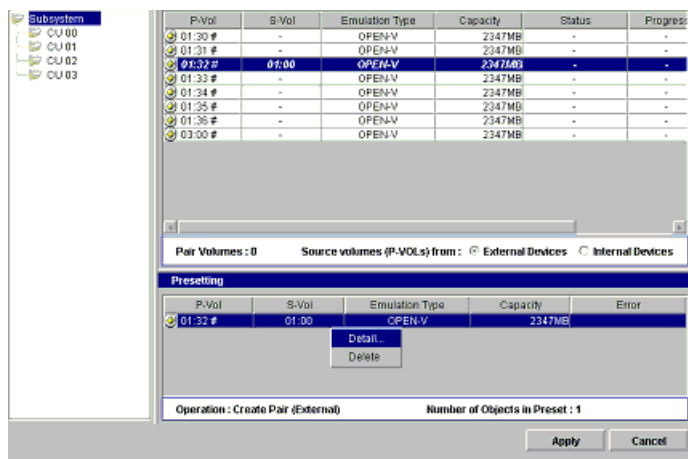 Subsystem
CU 00
CU 01
CU 02
CU 03
P-Vol S-Vol Emulation Type Capacity Status Progres
01:30 # - OPEN-V 2347MB - -
01:31 # - OPEN-V 2347MB - -
01:32 # 01:00 OPEN-V 2347MB - -
01:33 # - OPEN-V 2347MB - -
01:34 # - OPEN-V 2347MB - -
01:35 # - OPEN-V 2347MB - -
01:36 # - OPEN-V 2347MB - -
03:00 # - OPEN-V 2347MB - -
Pair Volumes : 0 Source volumes (P-VOLs) from : External Devices Internal Devices
Presetting
P-Vol S-Vol Emulation Type Capacity Error
01:32 # 01:00 OPEN-V 2347MB
Detail...
Delete
Operation : Create Pair (External) Number of Objects in Preset : 1
Apply Cancel